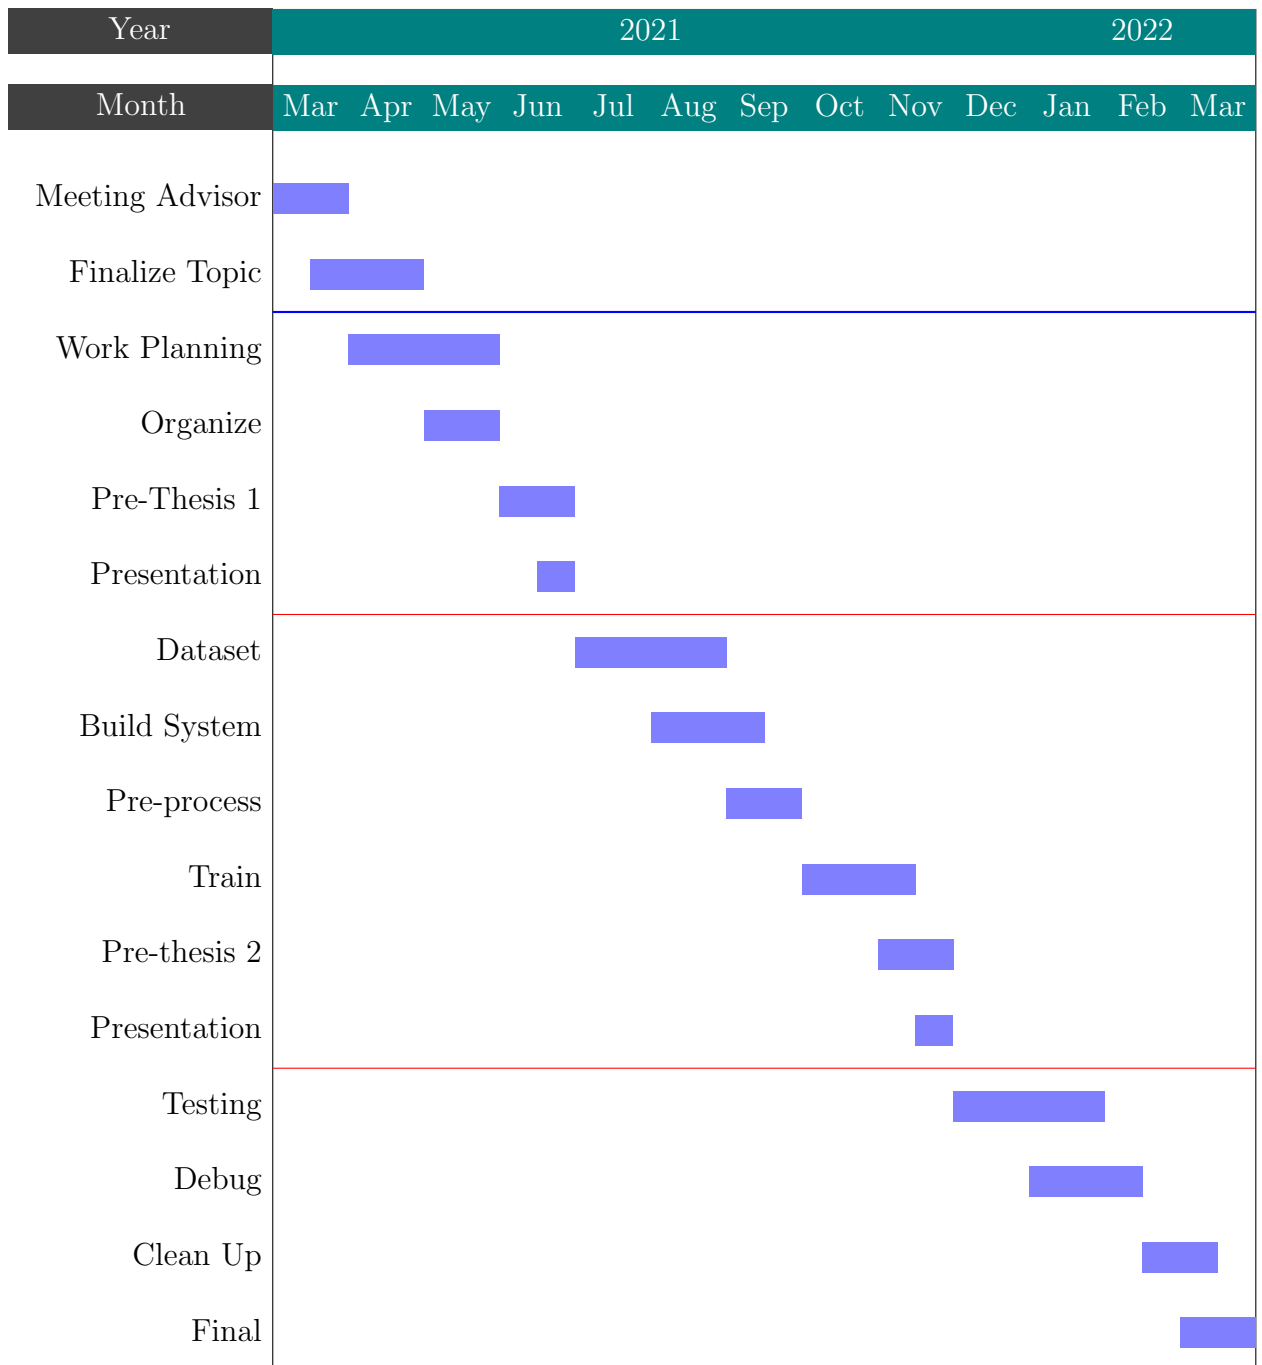 Year 2021 2022
Month Mar Apr May Jun Jul Aug Sep Oct Nov Dec Jan Feb Mar
Meeting Advisor
Finalize Topic
Work Planning
Organize
Pre-Thesis 1
Presentation
Dataset
Build System
Pre-process
Train
Pre-thesis 2
Presentation
Testing
Debug
Clean Up
Final